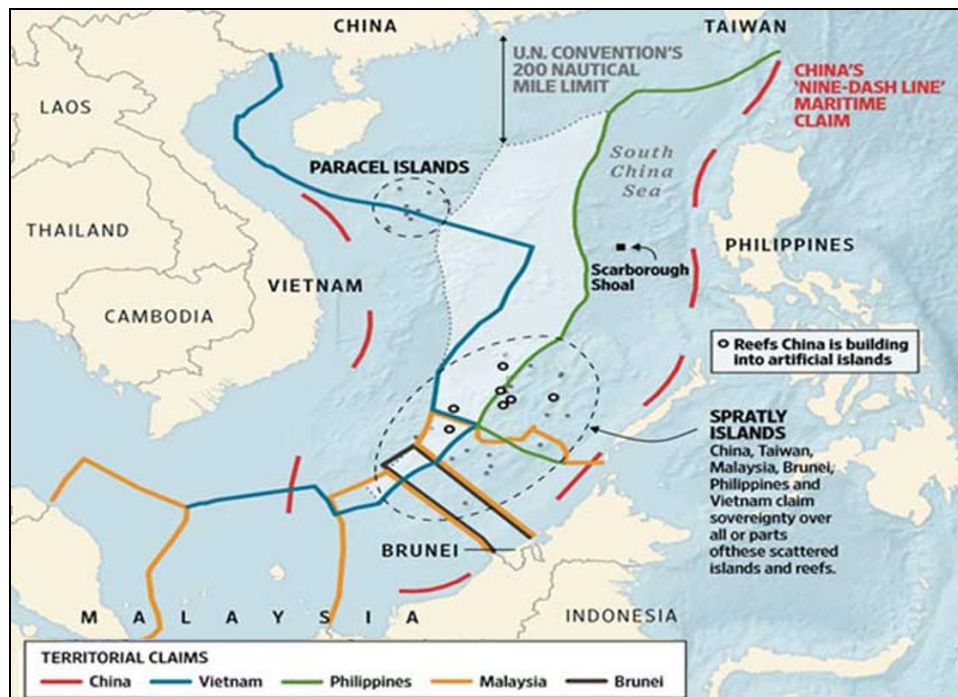 CHINA
TAIWAN
U.N. CONVENTION'S
200 NAUTICAL
MILE LIMIT
CHINA'S
'NINE-DASH LINE'
MARITIME
CLAIM
LAOS
PARACEL ISLANDS
South
China
Sea
THAILAND
PHILIPPINES
Scarborough
Shoal
VIETNAM
CAMBODIA
Reefs China is building
into artificial islands
SPRATLY
ISLANDS
China, Taiwan,
Malaysia, Brunei,
Philippines and
Vietnam claim
sovereignty over
all or parts
ofthese scattered
islands and reefs.
BRUNEI
MALAYSIA
INDONESIA
TERRITORIAL CLAIMS
China Vietnam Philippines Malaysia Brunei